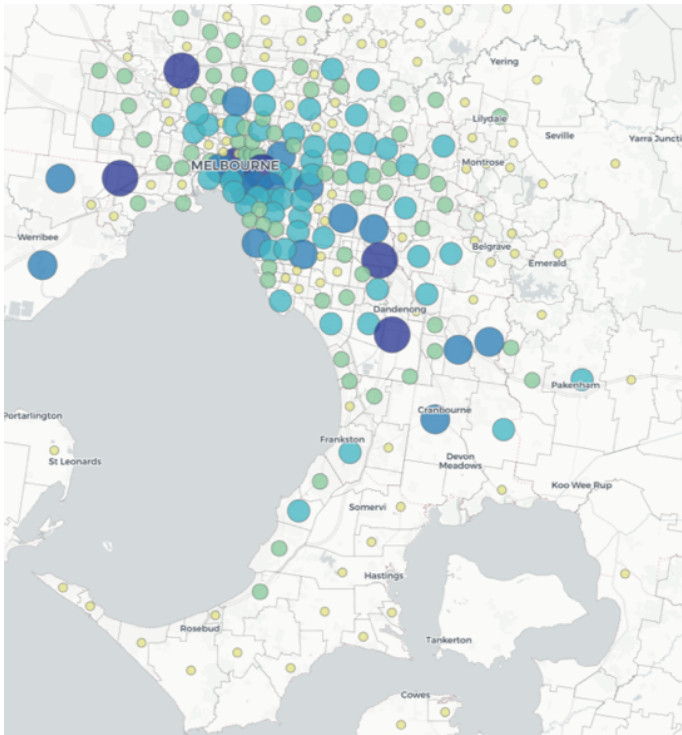 Yering
Lilydale
Seville
Yarra Juncti
MELBOURNE
Montrose
Werribee
Belgrave
Emerald
Dandenong
Pakenham
Cranbourne
Portarlington
Frankston
St Leonards
Devon
Meadows
Koo Wee Rup
Somervi
Hastings
Rosebud
Tankerton
Cowes